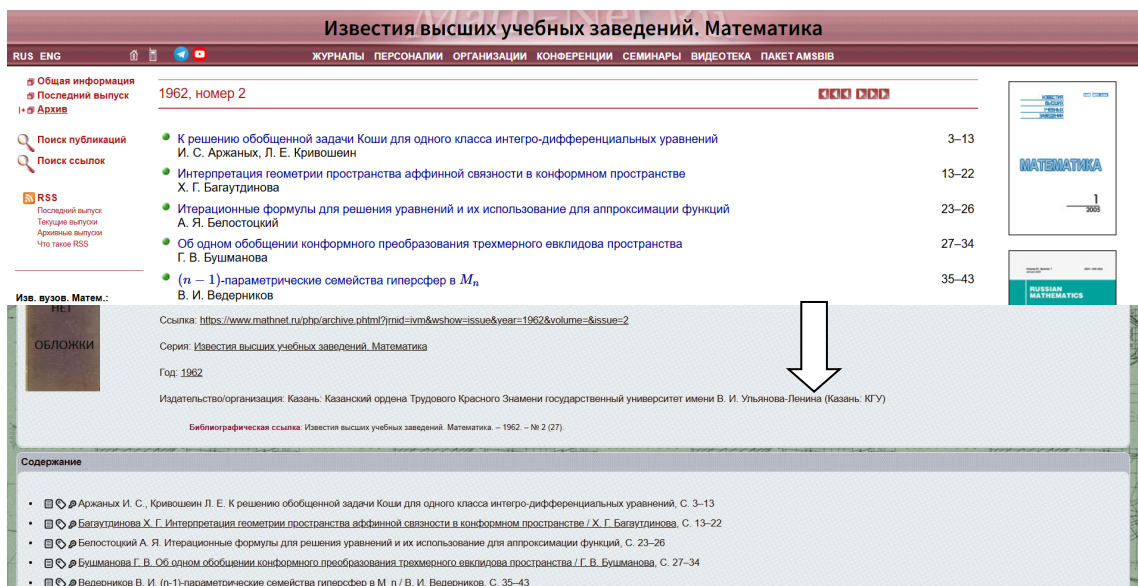 Math-Net.Ru
Известия высших учебных заведений. Математика
RUS ENG ЖУРНАЛЫ ПЕРСОНАЛИИ ОРГАНИЗАЦИИ КОНФЕРЕНЦИИ СЕМИНАРЫ ВИДЕОТЕКА ПАКЕТ AMSBIB
Общая информация
Последний выпуск
Архив
Поиск публикаций
Поиск ссылок
RSS
Последний выпуск
Текущие выпуски
Архивные выпуски
Что такое RSS
Изв. вузов. Матем.:
1962, номер 2
К решению обобщенной задачи Коши для одного класса интегро-дифференциальных уравнений 3–13
И. С. Аржаных, Л. Е. Кривошеин
Интерпретация геометрии пространства аффинной связности в конформном пространстве 13–22
Х. Г. Багаутдинова
Итерационные формулы для решения уравнений и их использование для аппроксимации функций 23–26
А. Я. Белостоцкий
Об одном обобщении конформного преобразования трехмерного евклидова пространства 27–34
Г. В. Бушманова
(n − 1)-параметрические семейства гиперсфер в Mn 35–43
В. И. Ведерников
ИЗВЕСТИЯ
ВЫСШИХ
УЧЕБНЫХ
ЗАВЕДЕНИЙ
МАТЕМАТИКА
1
2005
RUSSIAN
MATHEMATICS
НЕТ
ОБЛОЖКИ
Ссылка: https://www.mathnet.ru/php/archive.phtml?jrnid=ivm&wshow=issue&year=1962&volume=&issue=2
Серия: Известия высших учебных заведений. Математика
Год: 1962
Издательство/организация: Казань: Казанский ордена Трудового Красного Знамени государственный университет имени В. И. Ульянова-Ленина (Казань: КГУ)
Библиографическая ссылка: Известия высших учебных заведений. Математика. – 1962. – № 2 (27).
Содержание
Аржаных И. С., Кривошеин Л. Е. К решению обобщенной задачи Коши для одного класса интегро-дифференциальных уравнений, С. 3–13
Багаутдинова Х. Г. Интерпретация геометрии пространства аффинной связности в конформном пространстве / Х. Г. Багаутдинова, С. 13–22
Белостоцкий А. Я. Итерационные формулы для решения уравнений и их использование для аппроксимации функций, С. 23–26
Бушманова Г. В. Об одном обобщении конформного преобразования трехмерного евклидова пространства / Г. В. Бушманова, С. 27–34
Ведерников В. И. (n-1)-параметрические семейства гиперсфер в M_n / В. И. Ведерников, С. 35–43